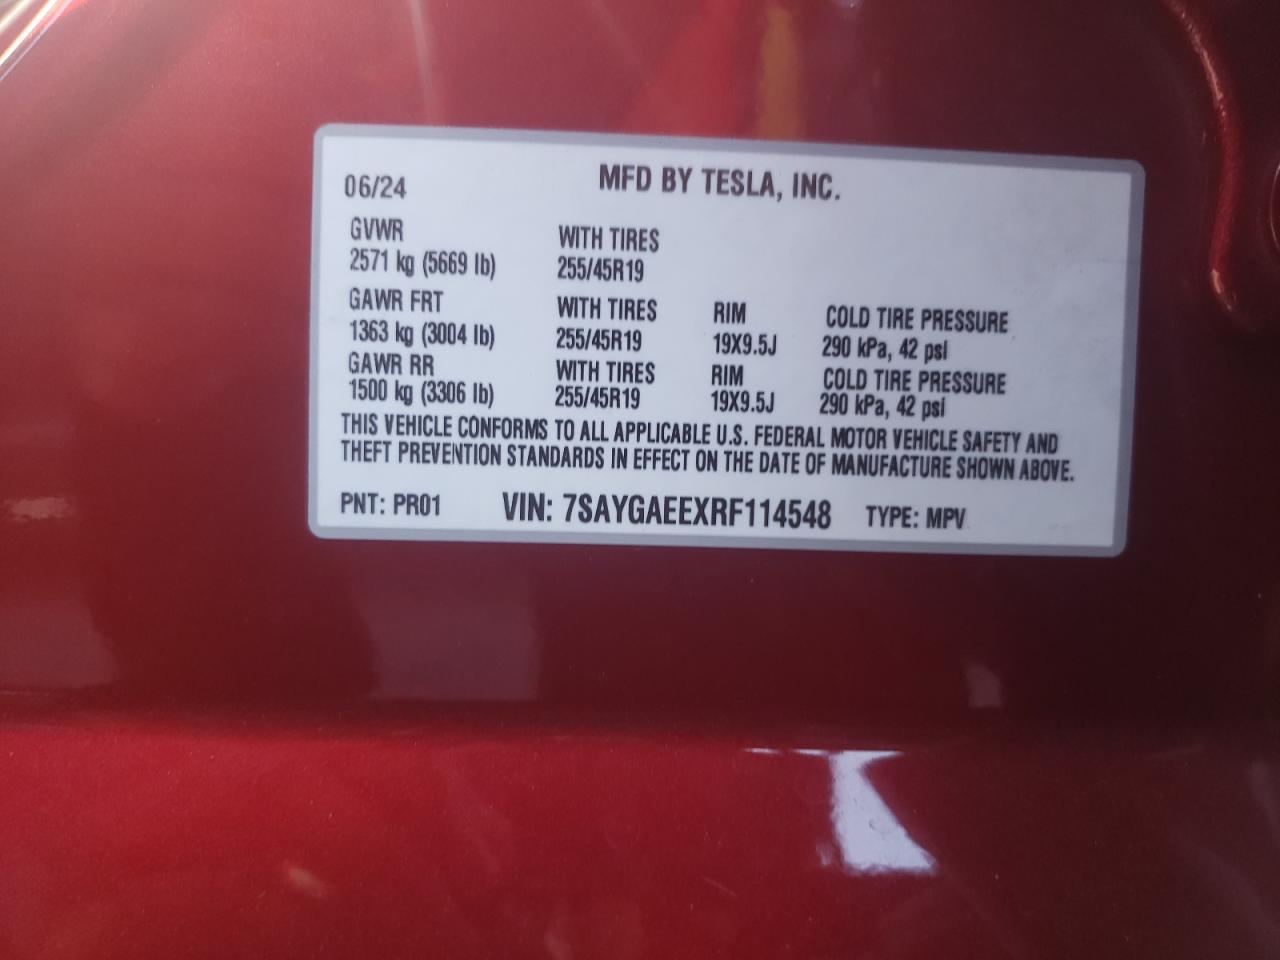 06/24 MFD BY TESLA, INC.
GVWR WITH TIRES
2571 kg (5669 lb) 255/45R19
GAWR FRT WITH TIRES RIM COLD TIRE PRESSURE
1363 kg (3004 lb) 255/45R19 19X9.5J 290 kPa, 42 psi
GAWR RR WITH TIRES RIM COLD TIRE PRESSURE
1500 kg (3306 lb) 255/45R19 19X9.5J 290 kPa, 42 psi
THIS VEHICLE CONFORMS TO ALL APPLICABLE U.S. FEDERAL MOTOR VEHICLE SAFETY AND
THEFT PREVENTION STANDARDS IN EFFECT ON THE DATE OF MANUFACTURE SHOWN ABOVE.
PNT: PR01 VIN: 7SAYGAEEXRF114548 TYPE: MPV